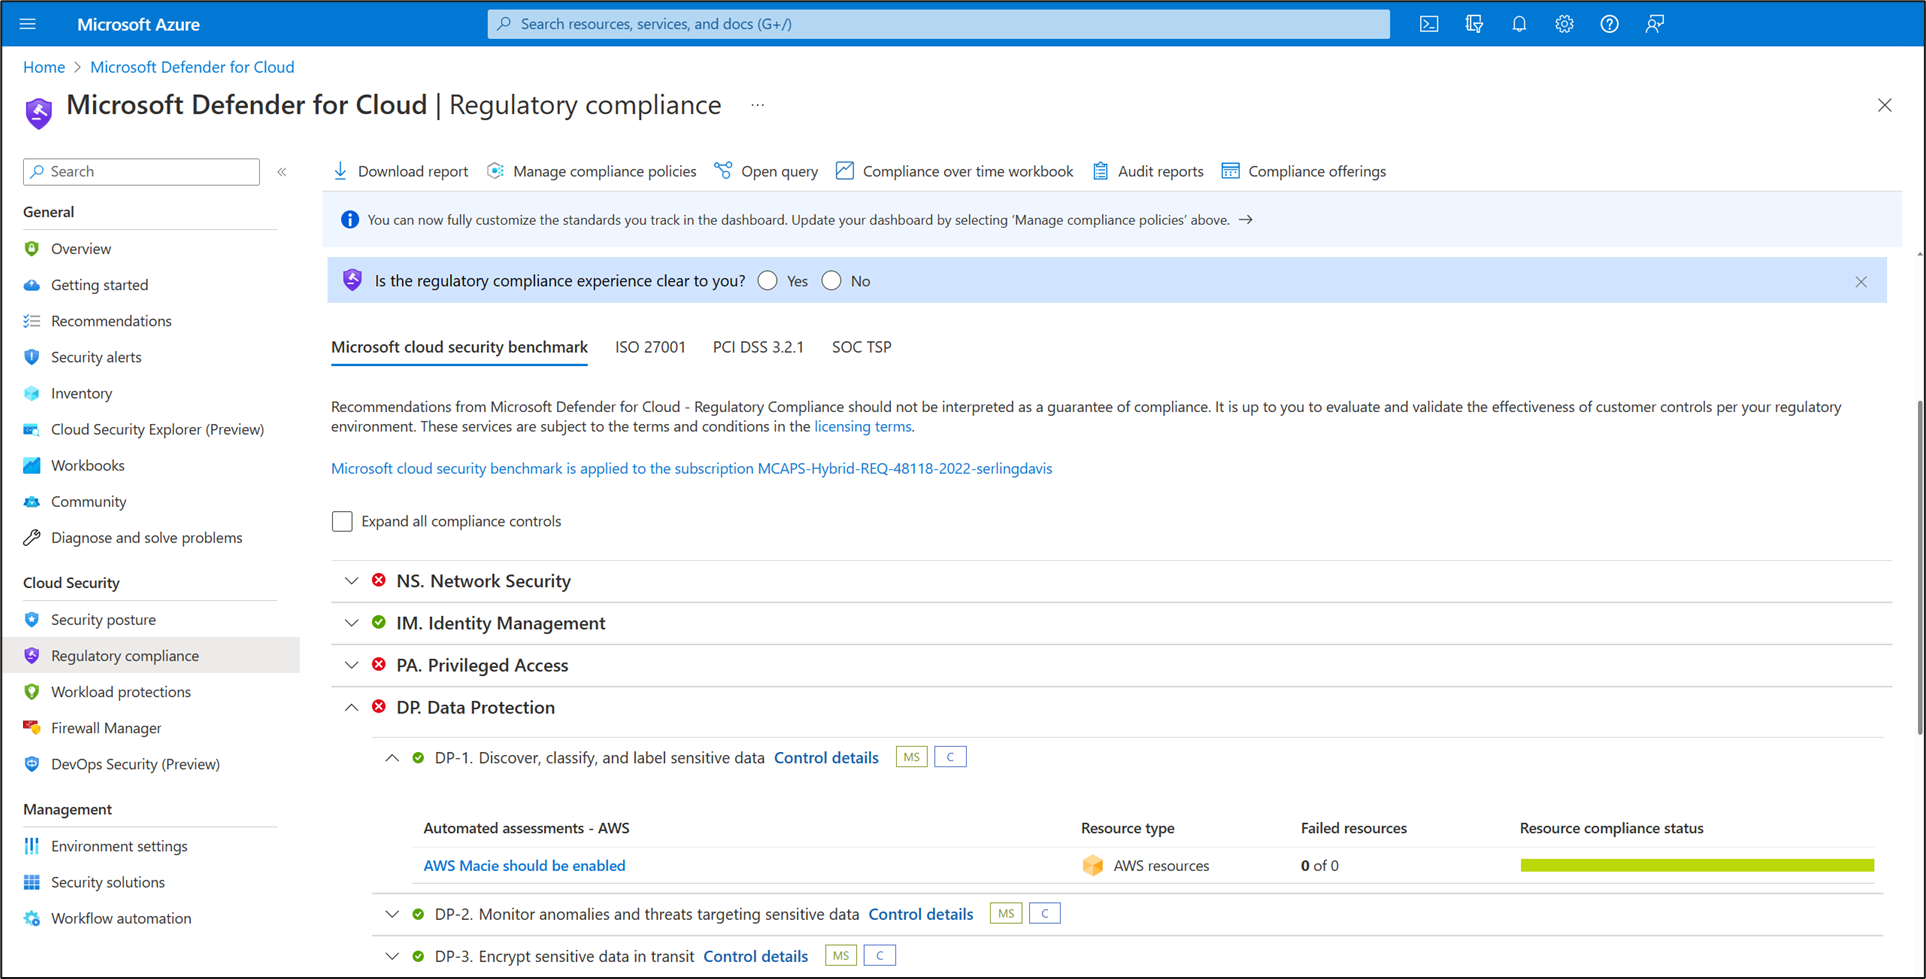 Microsoft Azure
Search resources, services, and docs (G+/)
Home > Microsoft Defender for Cloud
Microsoft Defender for Cloud | Regulatory compliance ...
Search
«
General
Overview
Getting started
Recommendations
Security alerts
Inventory
Cloud Security Explorer (Preview)
Workbooks
Community
Diagnose and solve problems
Cloud Security
Security posture
Regulatory compliance
Workload protections
Firewall Manager
DevOps Security (Preview)
Management
Environment settings
Security solutions
Workflow automation
Download report Manage compliance policies Open query Compliance over time workbook Audit reports Compliance offerings
You can now fully customize the standards you track in the dashboard. Update your dashboard by selecting ‘Manage compliance policies’ above. →
Is the regulatory compliance experience clear to you? Yes No
Microsoft cloud security benchmark ISO 27001 PCI DSS 3.2.1 SOC TSP
Recommendations from Microsoft Defender for Cloud - Regulatory Compliance should not be interpreted as a guarantee of compliance. It is up to you to evaluate and validate the effectiveness of customer controls per your regulatory
environment. These services are subject to the terms and conditions in the licensing terms.
Microsoft cloud security benchmark is applied to the subscription MCAPS-Hybrid-REQ-48118-2022-serlingdavis
Expand all compliance controls
NS. Network Security
IM. Identity Management
PA. Privileged Access
DP. Data Protection
DP-1. Discover, classify, and label sensitive data Control details MS C
Automated assessments - AWS Resource type Failed resources Resource compliance status
AWS Macie should be enabled AWS resources 0 of 0
DP-2. Monitor anomalies and threats targeting sensitive data Control details MS C
DP-3. Encrypt sensitive data in transit Control details MS C